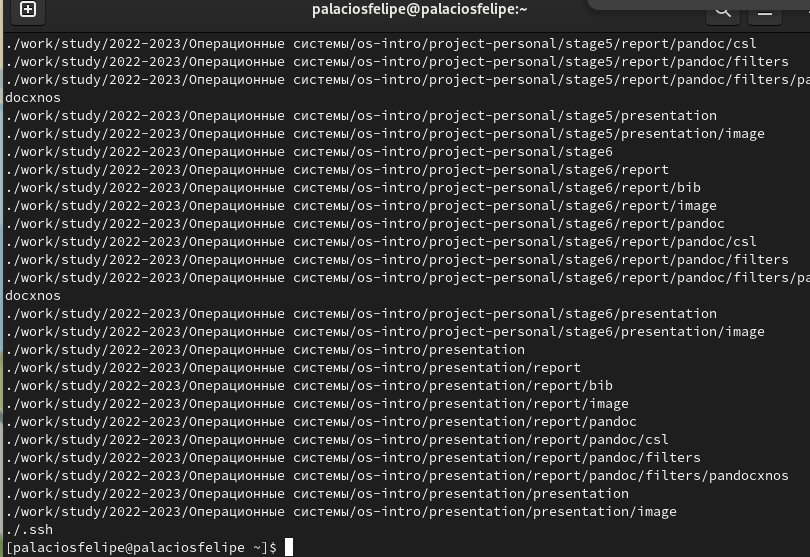 palaciosfelipe@palaciosfelipe:~
./work/study/2022-2023/Операционные системы/os-intro/project-personal/stage5/report/pandoc/csl
./work/study/2022-2023/Операционные системы/os-intro/project-personal/stage5/report/pandoc/filters
./work/study/2022-2023/Операционные системы/os-intro/project-personal/stage5/report/pandoc/filters/pa
docxnos
./work/study/2022-2023/Операционные системы/os-intro/project-personal/stage5/presentation
./work/study/2022-2023/Операционные системы/os-intro/project-personal/stage5/presentation/image
./work/study/2022-2023/Операционные системы/os-intro/project-personal/stage6
./work/study/2022-2023/Операционные системы/os-intro/project-personal/stage6/report
./work/study/2022-2023/Операционные системы/os-intro/project-personal/stage6/report/bib
./work/study/2022-2023/Операционные системы/os-intro/project-personal/stage6/report/image
./work/study/2022-2023/Операционные системы/os-intro/project-personal/stage6/report/pandoc
./work/study/2022-2023/Операционные системы/os-intro/project-personal/stage6/report/pandoc/csl
./work/study/2022-2023/Операционные системы/os-intro/project-personal/stage6/report/pandoc/filters
./work/study/2022-2023/Операционные системы/os-intro/project-personal/stage6/report/pandoc/filters/pa
docxnos
./work/study/2022-2023/Операционные системы/os-intro/project-personal/stage6/presentation
./work/study/2022-2023/Операционные системы/os-intro/project-personal/stage6/presentation/image
./work/study/2022-2023/Операционные системы/os-intro/presentation
./work/study/2022-2023/Операционные системы/os-intro/presentation/report
./work/study/2022-2023/Операционные системы/os-intro/presentation/report/bib
./work/study/2022-2023/Операционные системы/os-intro/presentation/report/image
./work/study/2022-2023/Операционные системы/os-intro/presentation/report/pandoc
./work/study/2022-2023/Операционные системы/os-intro/presentation/report/pandoc/csl
./work/study/2022-2023/Операционные системы/os-intro/presentation/report/pandoc/filters
./work/study/2022-2023/Операционные системы/os-intro/presentation/report/pandoc/filters/pandocxnos
./work/study/2022-2023/Операционные системы/os-intro/presentation/presentation
./work/study/2022-2023/Операционные системы/os-intro/presentation/presentation/image
./.ssh
[palaciosfelipe@palaciosfelipe ~]$